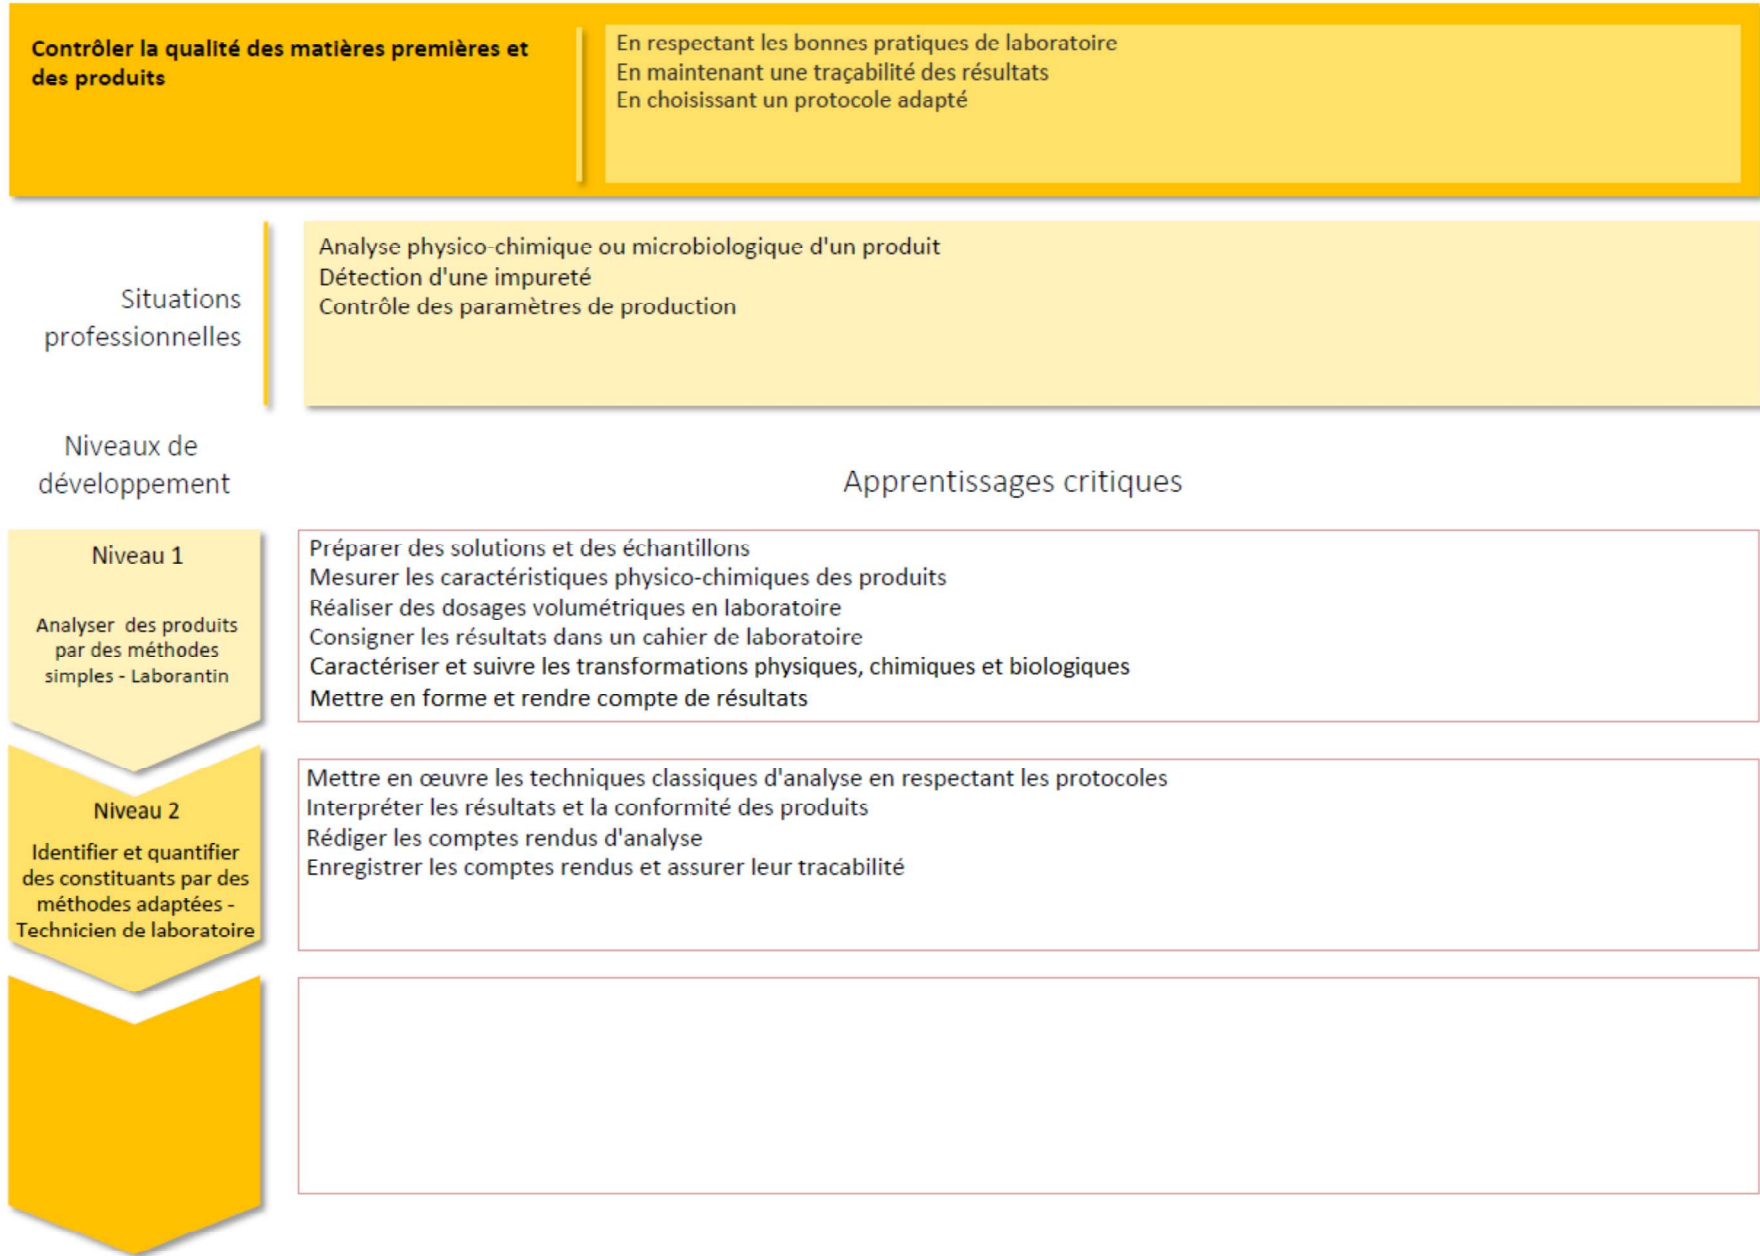 Contrôler la qualité des matières premières et
des produits
En respectant les bonnes pratiques de laboratoire
En maintenant une traçabilité des résultats
En choisissant un protocole adapté
Situations
professionnelles
Analyse physico-chimique ou microbiologique d'un produit
Détection d'une impureté
Contrôle des paramètres de production
Niveaux de
développement
Apprentissages critiques
Niveau 1
Analyser des produits
par des méthodes
simples - Laborantin
Préparer des solutions et des échantillons
Mesurer les caractéristiques physico-chimiques des produits
Réaliser des dosages volumétriques en laboratoire
Consigner les résultats dans un cahier de laboratoire
Caractériser et suivre les transformations physiques, chimiques et biologiques
Mettre en forme et rendre compte de résultats
Niveau 2
Identifier et quantifier
des constituants par des
méthodes adaptées -
Technicien de laboratoire
Mettre en œuvre les techniques classiques d'analyse en respectant les protocoles
Interpréter les résultats et la conformité des produits
Rédiger les comptes rendus d'analyse
Enregistrer les comptes rendus et assurer leur tracabilité